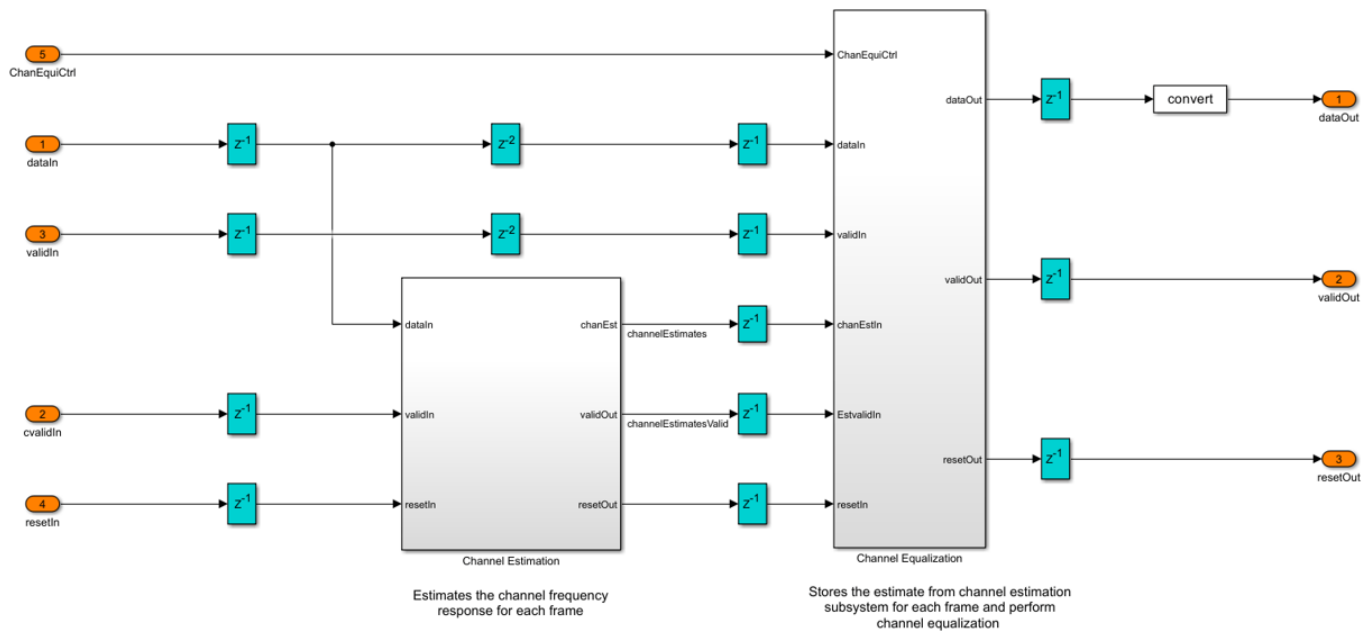 5
ChanEquiCtrl
1
dataIn
3
validIn
2
cvalidIn
4
resetIn
z-1
z-2
z-1
z-1
z-2
z-1
z-1
z-1
dataIn
validIn
resetIn
chanEst
validOut
resetOut
Channel Estimation
channelEstimates
channelEstimatesValid
z-1
z-1
z-1
ChanEquiCtrl
dataIn
validIn
chanEstIn
EstvalidIn
resetIn
dataOut
validOut
resetOut
Channel Equalization
z-1
convert
1
dataOut
z-1
2
validOut
z-1
3
resetOut
Estimates the channel frequency
response for each frame
Stores the estimate from channel estimation
subsystem for each frame and perform
channel equalization